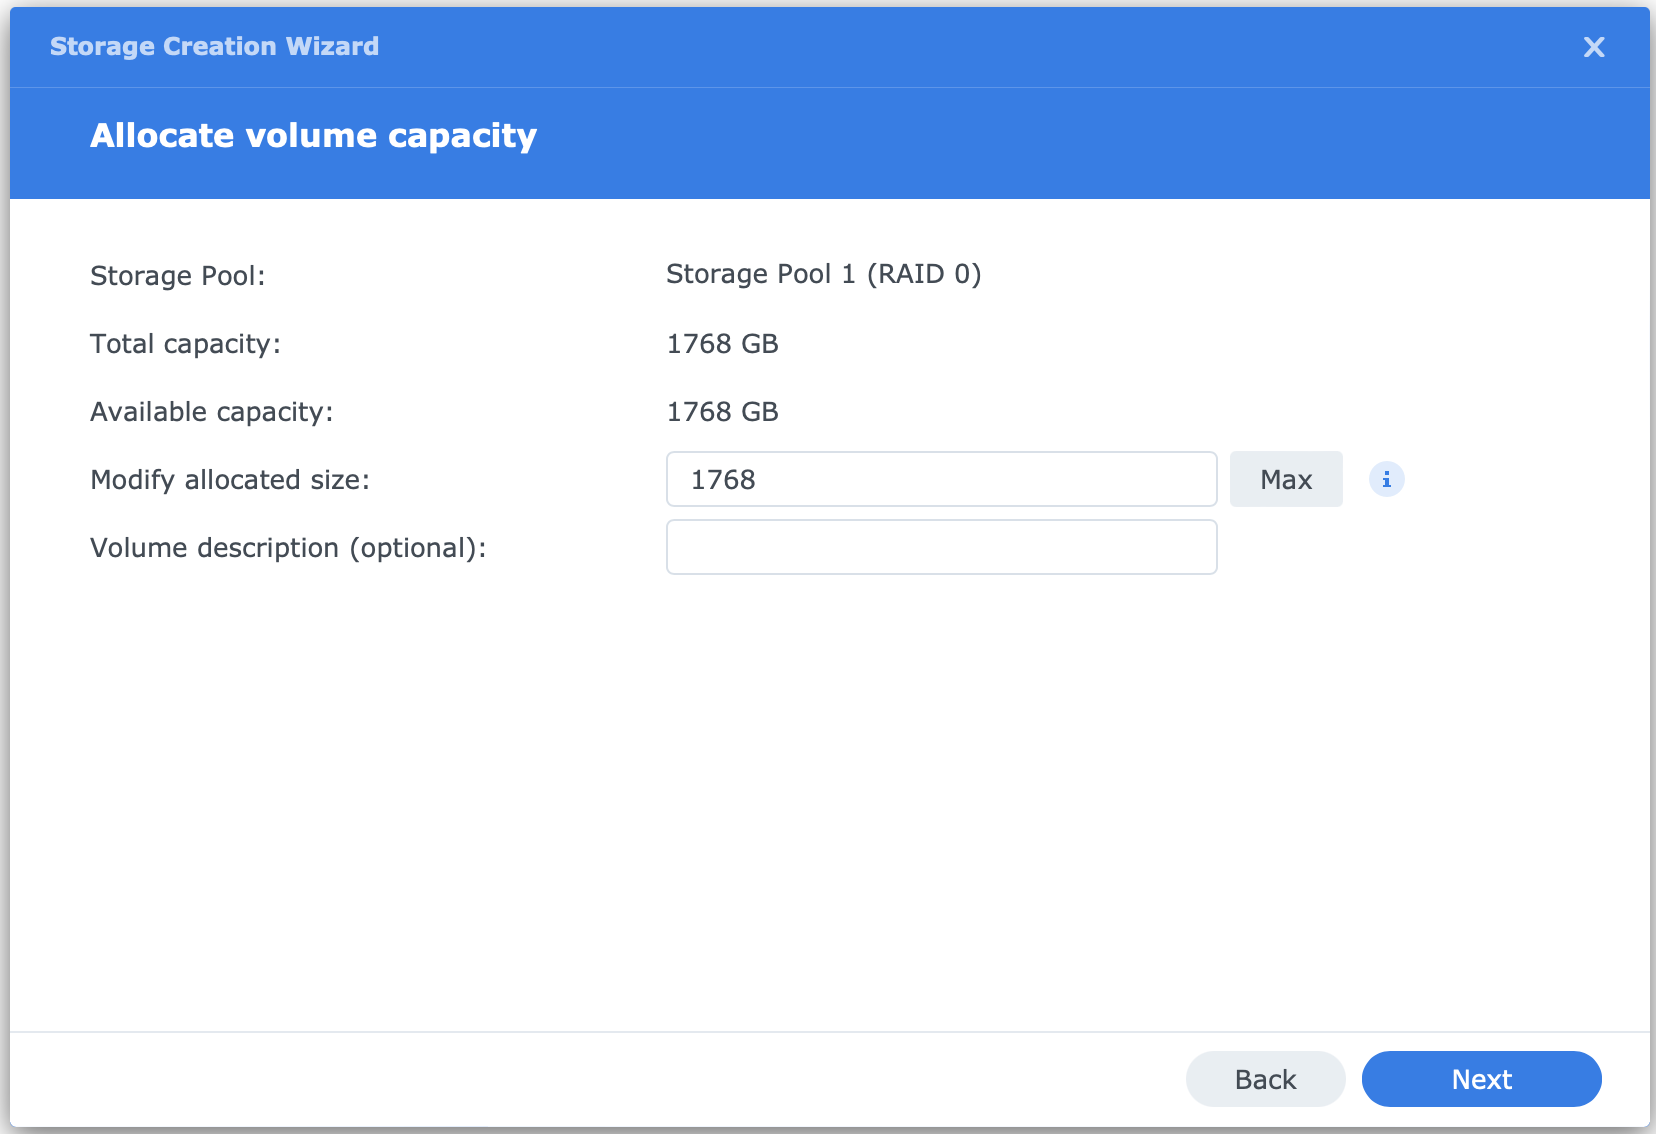 Storage Creation Wizard
Allocate volume capacity
Storage Pool: Storage Pool 1 (RAID 0)
Total capacity: 1768 GB
Available capacity: 1768 GB
Modify allocated size: 1768 Max i
Volume description (optional):
Back Next